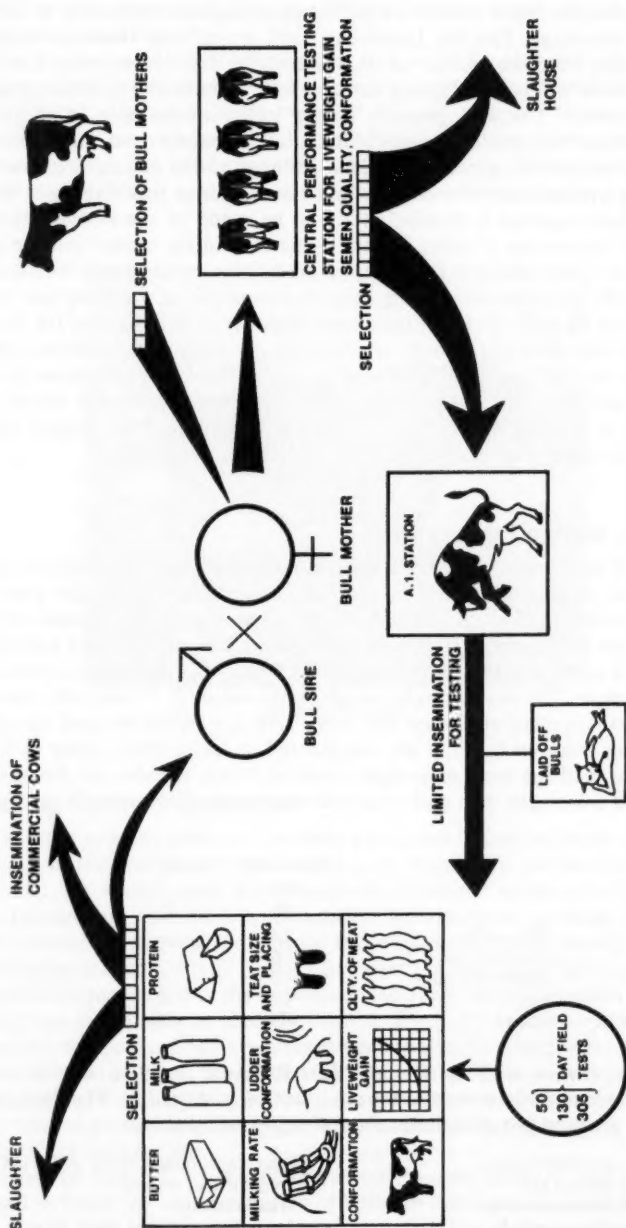 SELECTION OF BULL MOTHERS
CENTRAL PERFORMANCE TESTING
STATION FOR LIVEWEIGHT GAIN
SEMEN QUALITY, CONFORMATION
SELECTION
SLAUGHTER
HOUSE
INSEMINATION OF
COMMERCIAL COWS
BULL SIRE
BULL MOTHER
A.1. STATION
LIMITED INSEMINATION
FOR TESTING
LAID OFF
BULLS
SLAUGHTER
SELECTION
BUTTER
MILK
PROTEIN
MILKING RATE
UDDER
CONFORMATION
TEAT SIZE
AND PLACING
CONFORMATION
LIVEWEIGHT
GAIN
QLTY. OF MEAT
50
130- DAY FIELD
305 TESTS